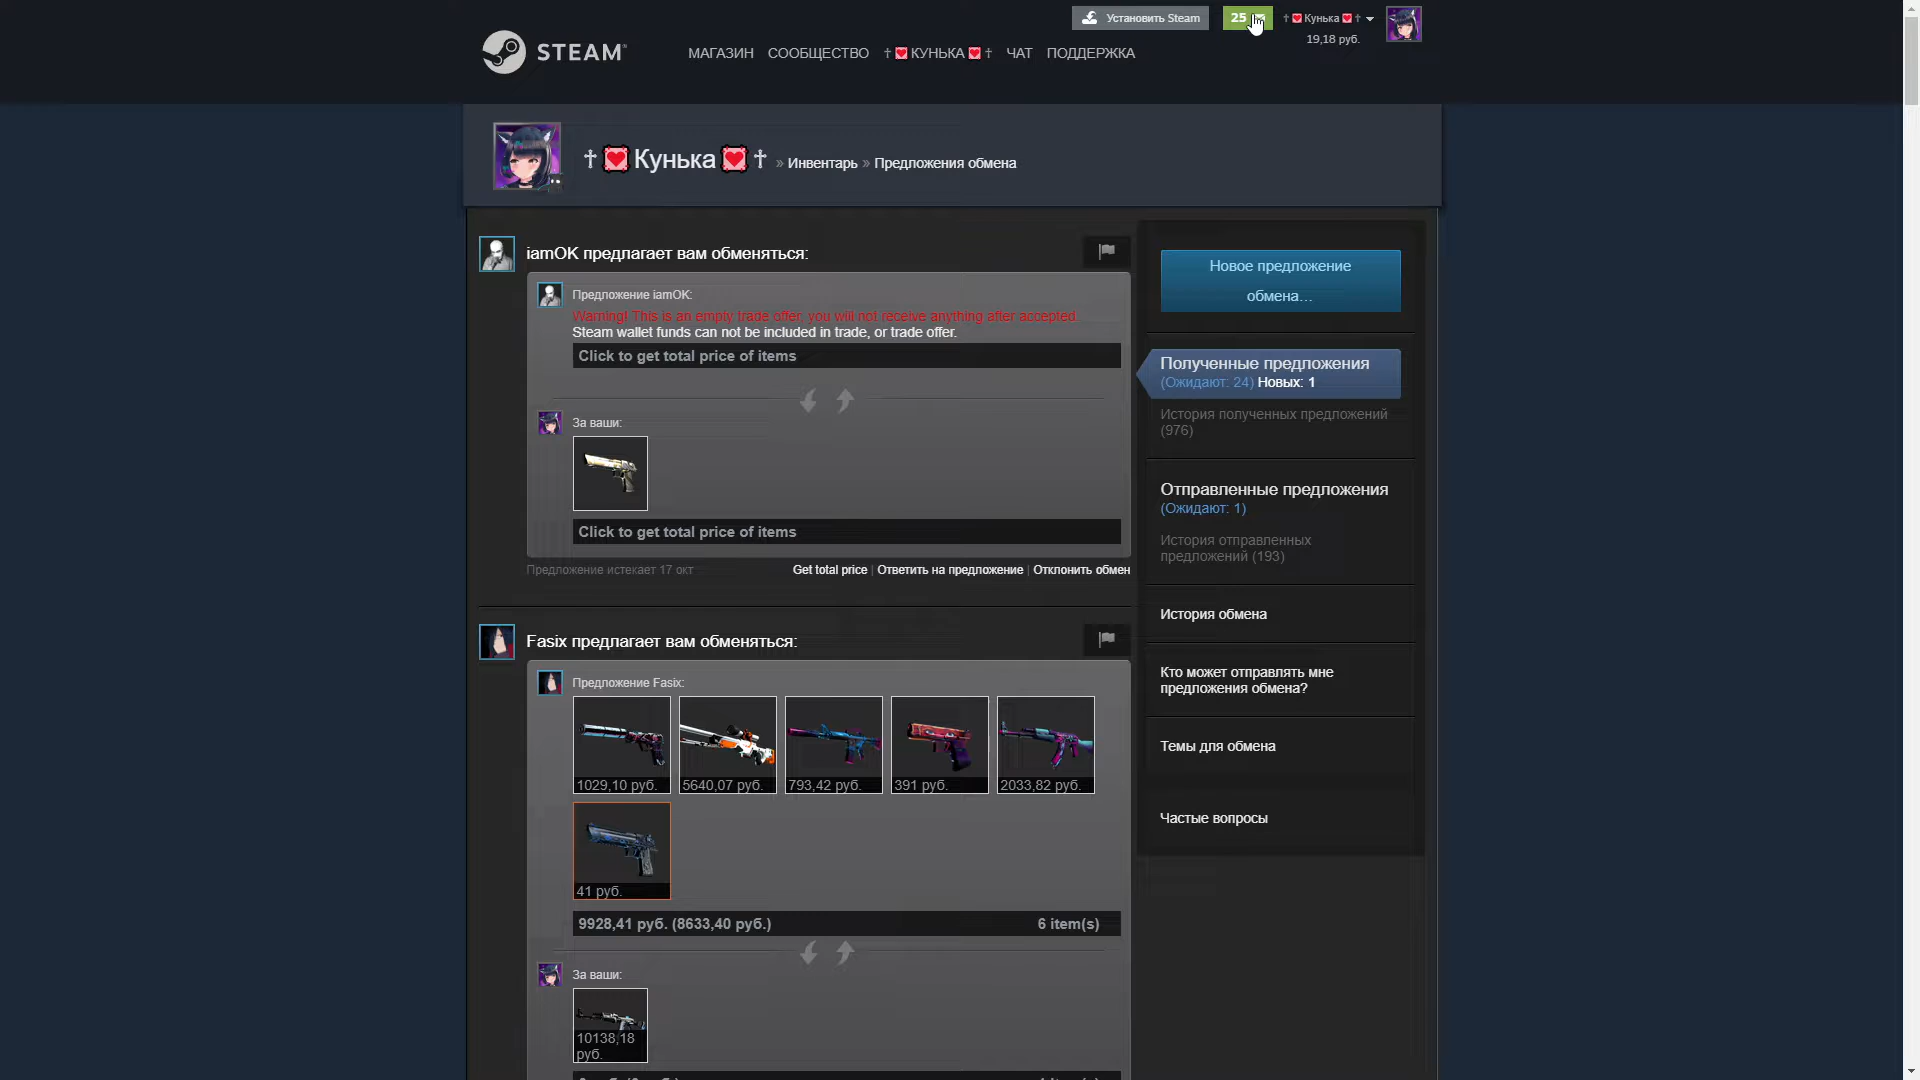 Установить Steam
25
†❤Кунька❤†
19,18 руб.
STEAM
МАГАЗИН СООБЩЕСТВО †❤КУНЬКА❤† ЧАТ ПОДДЕРЖКА
†❤Кунька❤† » Инвентарь » Предложения обмена
iamOK предлагает вам обменяться:
Предложение iamOK:
Warning! This is an empty trade offer, you will not receive anything after accepted.
Steam wallet funds can not be included in trade, or trade offer.
Click to get total price of items
За ваши:
Click to get total price of items
Предложение истекает 17 окт
Get total price | Ответить на предложение | Отклонить обмен
Fasix предлагает вам обменяться:
Предложение Fasix:
1029,10 руб.
5640,07 руб.
793,42 руб.
391 руб.
2033,82 руб.
41 руб.
9928,41 руб. (8633,40 руб.)
6 item(s)
За ваши:
10138,18
руб.
Новое предложение
обмена…
Полученные предложения
(Ожидают: 24) Новых: 1
История полученных предложений
(976)
Отправленные предложения
(Ожидают: 1)
История отправленных
предложений (193)
История обмена
Кто может отправлять мне
предложения обмена?
Темы для обмена
Частые вопросы